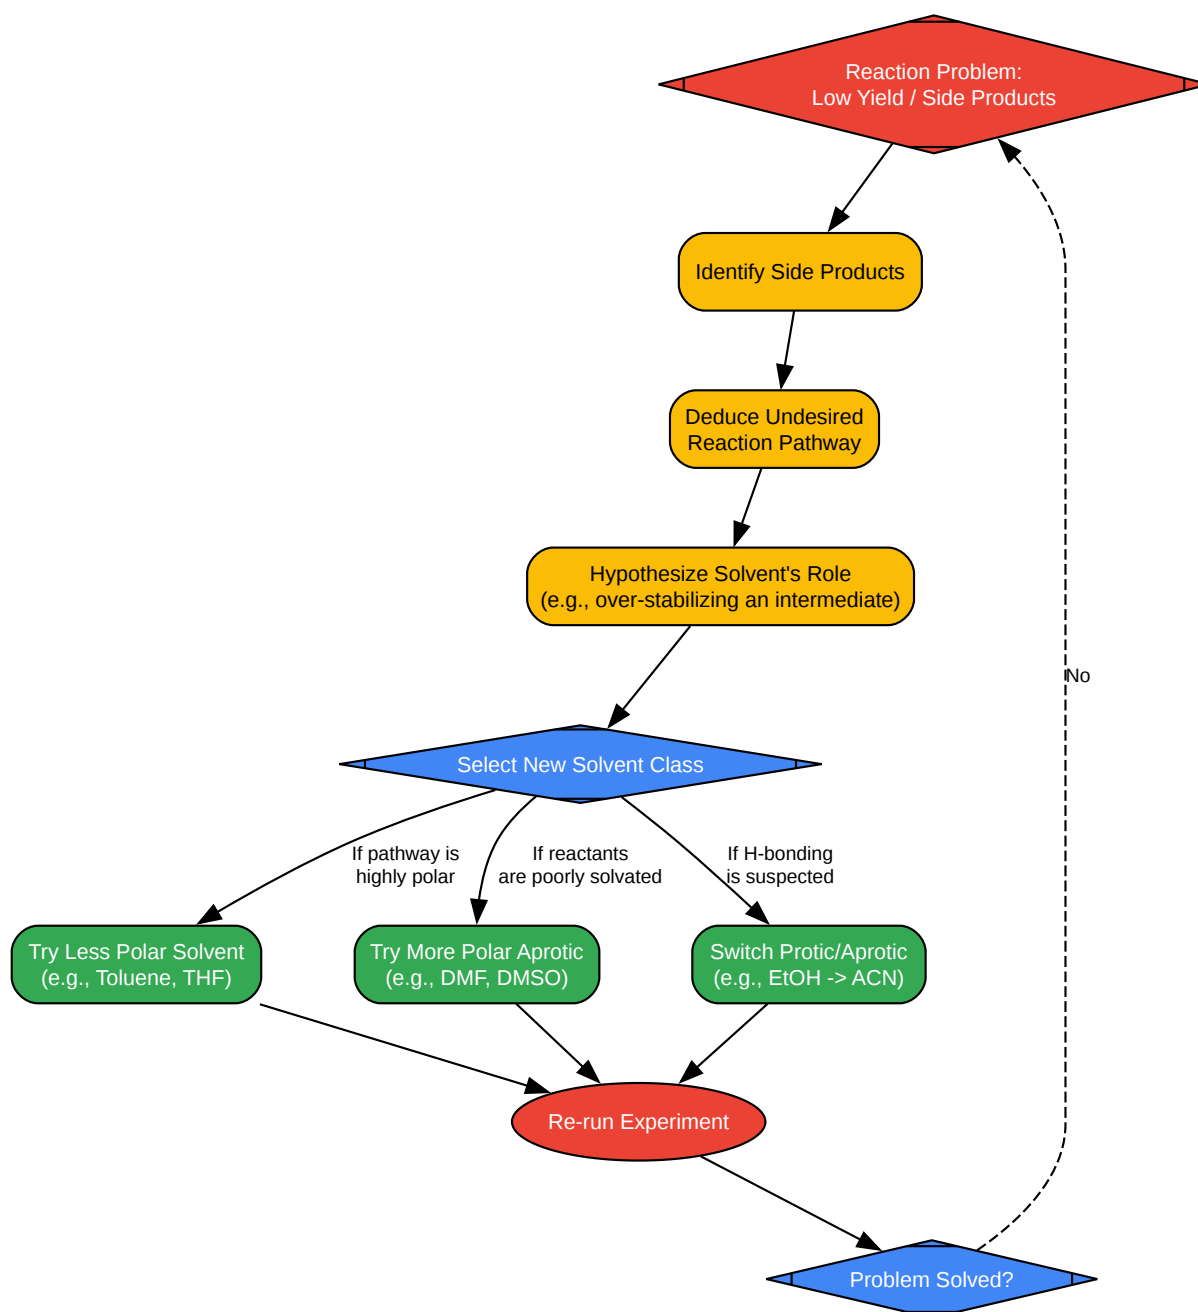 Reaction Problem:
Low Yield / Side Products
Identify Side Products
Deduce Undesired
Reaction Pathway
Hypothesize Solvent's Role
(e.g., over-stabilizing an intermediate)
No
Select New Solvent Class
If pathway is
highly polar
If reactants
are poorly solvated
If H-bonding
is suspected
Try Less Polar Solvent
(e.g., Toluene, THF)
Try More Polar Aprotic
(e.g., DMF, DMSO)
Switch Protic/Aprotic
(e.g., EtOH -> ACN)
Re-run Experiment
Problem Solved?